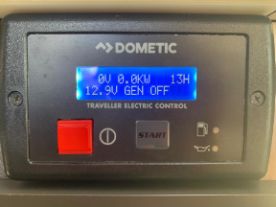 DOMETIC
0V 0.0KW 13H
12.9V GEN OFF
TRAVELLER ELECTRIC CONTROL
START